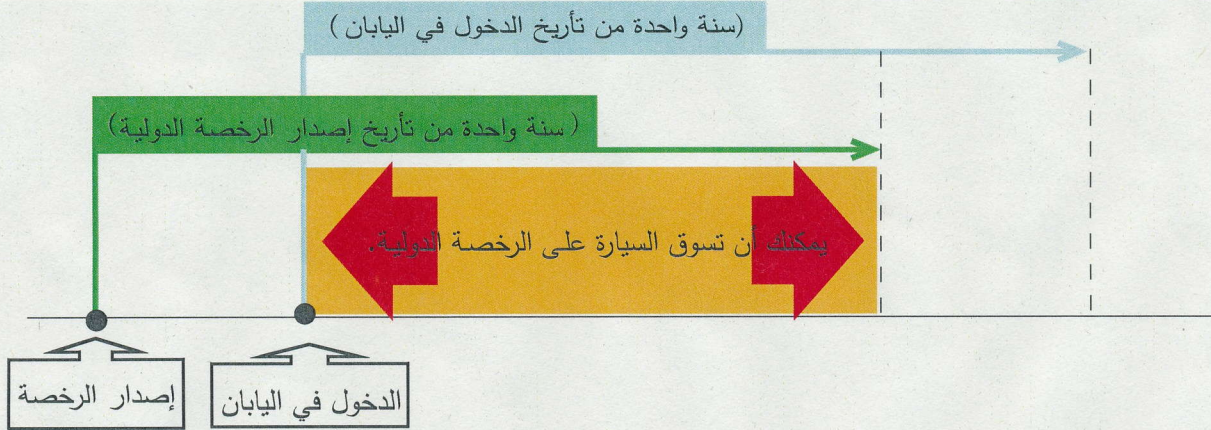 (سنة واحدة من تأريخ الدخول في اليابان)
(سنة واحدة من تأريخ إصدار الرخصة الدولية)
يمكنك أن تسوق السيارة على الرخصة الدولية.
إصدار الرخصة
الدخول في اليابان